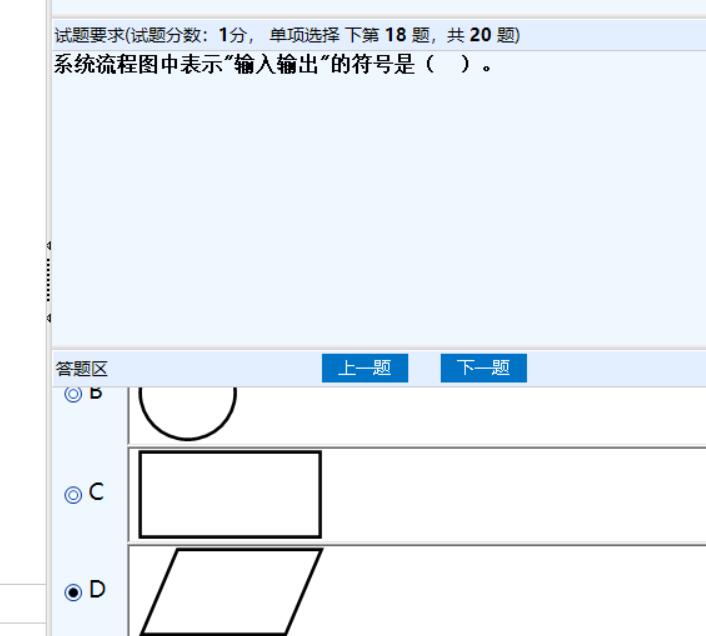 试题要求(试题分数：1分， 单项选择 下第 18 题，共 20 题)
系统流程图中表示"输入输出"的符号是（ ）。
答题区
上一题 下一题
B
C
D